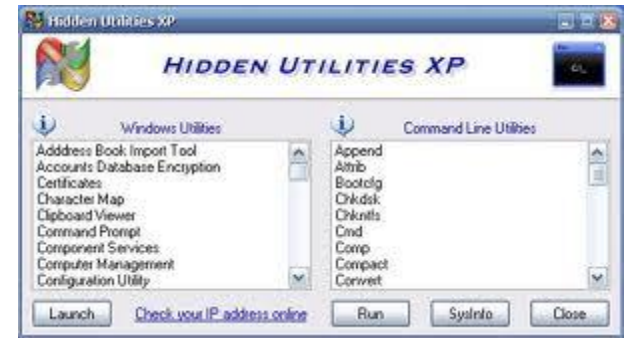 Hidden Utilities XP
HIDDEN UTILITIES XP
Windows Utilities
Adddress Book Import Tool
Accounts Database Encryption
Certificates
Character Map
Clipboard Viewer
Command Prompt
Component Services
Computer Management
Configuration Utility
Command Line Utilities
Append
Attrib
Bootcfg
Chkdsk
Chkntfs
Cmd
Comp
Compact
Convert
Launch
Check your IP address online
Run
SysInfo
Close